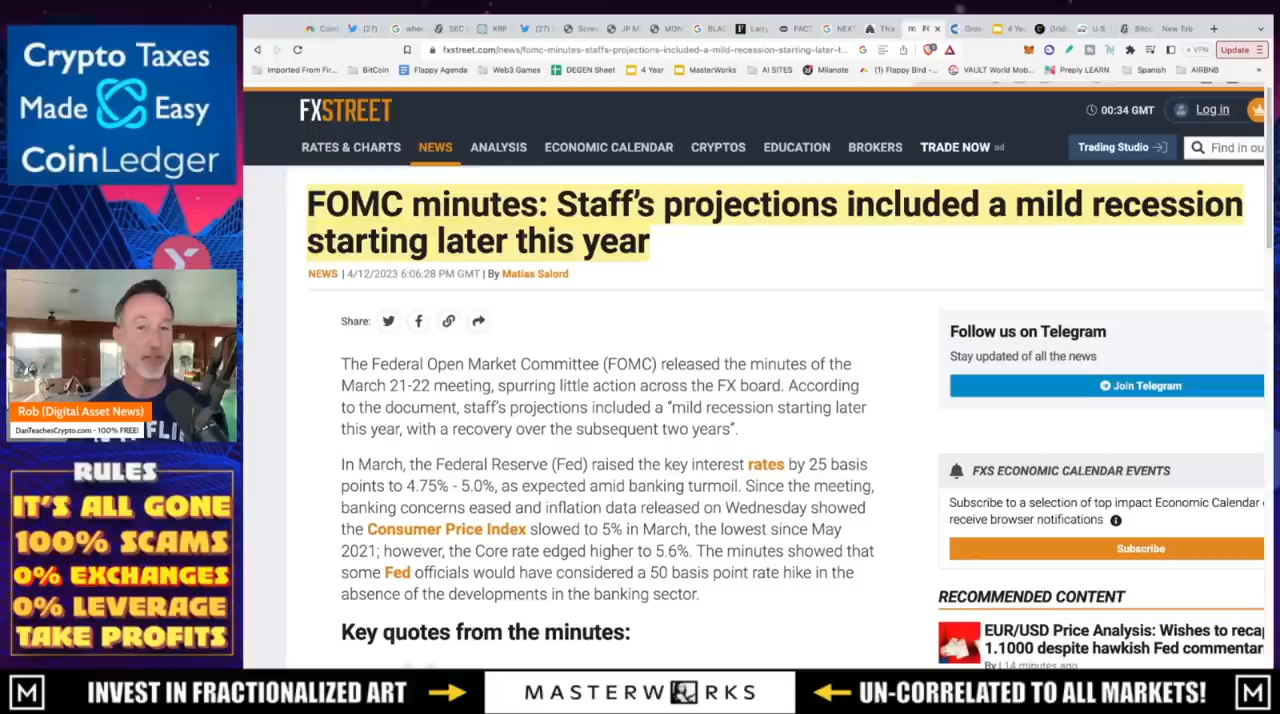 Crypto Taxes
Made Easy
CoinLedger
Rob (Digital Asset News)
DanTeachesCrypto.com - 100% FREE!
RULES
IT'S ALL GONE
100% SCAMS
0% EXCHANGES
0% LEVERAGE
TAKE PROFITS
fxstreet.com/news/fomc-minutes-staffs-projections-included-a-mild-recession-starting-later-t...
VPN
Update
Imported From Fir...
BitCoin
Flappy Agenda
Web3 Games
DEGEN Sheet
4 Year
MasterWorks
AI SITES
Milanote
(1) Flappy Bird -...
VAULT World Mob...
Preply LEARN
Spanish
AIRBNB
FXSTREET
00:34 GMT
Log in
RATES & CHARTS
NEWS
ANALYSIS
ECONOMIC CALENDAR
CRYPTOS
EDUCATION
BROKERS
TRADE NOW ad
Trading Studio
Find in ou
FOMC minutes: Staff's projections included a mild recession
starting later this year
NEWS | 4/12/2023 6:06:28 PM GMT | By Matías Salord
Share:
The Federal Open Market Committee (FOMC) released the minutes of the
March 21-22 meeting, spurring little action across the FX board. According
to the document, staff's projections included a "mild recession starting later
this year, with a recovery over the subsequent two years".
In March, the Federal Reserve (Fed) raised the key interest rates by 25 basis
points to 4.75% - 5.0%, as expected amid banking turmoil. Since the meeting,
banking concerns eased and inflation data released on Wednesday showed
the Consumer Price Index slowed to 5% in March, the lowest since May
2021; however, the Core rate edged higher to 5.6%. The minutes showed that
some Fed officials would have considered a 50 basis point rate hike in the
absence of the developments in the banking sector.
Key quotes from the minutes:
Follow us on Telegram
Stay updated of all the news
Join Telegram
FXS ECONOMIC CALENDAR EVENTS
Subscribe to a selection of top impact Economic Calendar
receive browser notifications
Subscribe
RECOMMENDED CONTENT
EUR/USD Price Analysis: Wishes to recap
1.1000 despite hawkish Fed commentar
By | 14 minutes ago
M INVEST IN FRACTIONALIZED ART
MASTERWORKS
UN-CORRELATED TO ALL MARKETS! M